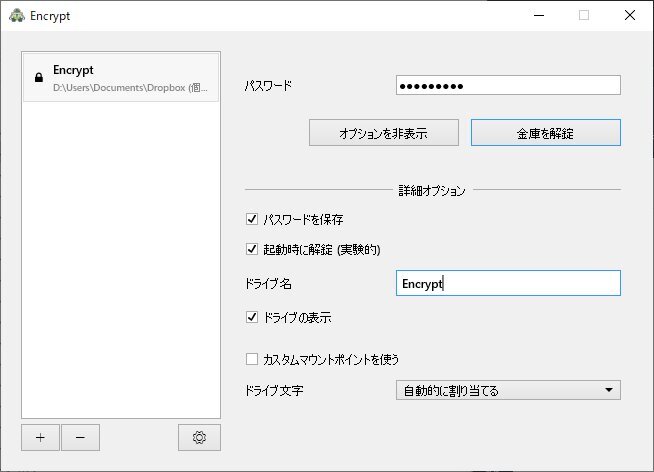 Encrypt
Encrypt
D:\Users\Documents\Dropbox (個...
パスワード
●●●●●●●●●
オプションを非表示
金庫を解錠
詳細オプション
パスワードを保存
起動時に解錠 (実験的)
ドライブ名
Encrypt
ドライブの表示
カスタムマウントポイントを使う
ドライブ文字
自動的に割り当てる
+
−